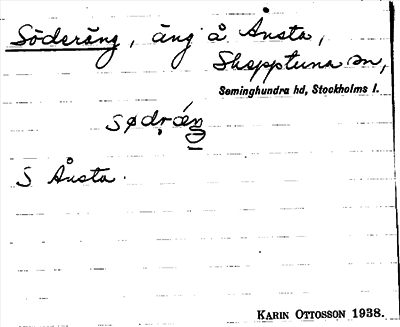 Söderäng, äng å Ånsta,
Skepptuna sn,
Seminghundra hd, Stockholms l.
S Ånsta.
KARIN OTTOSSON 1938.